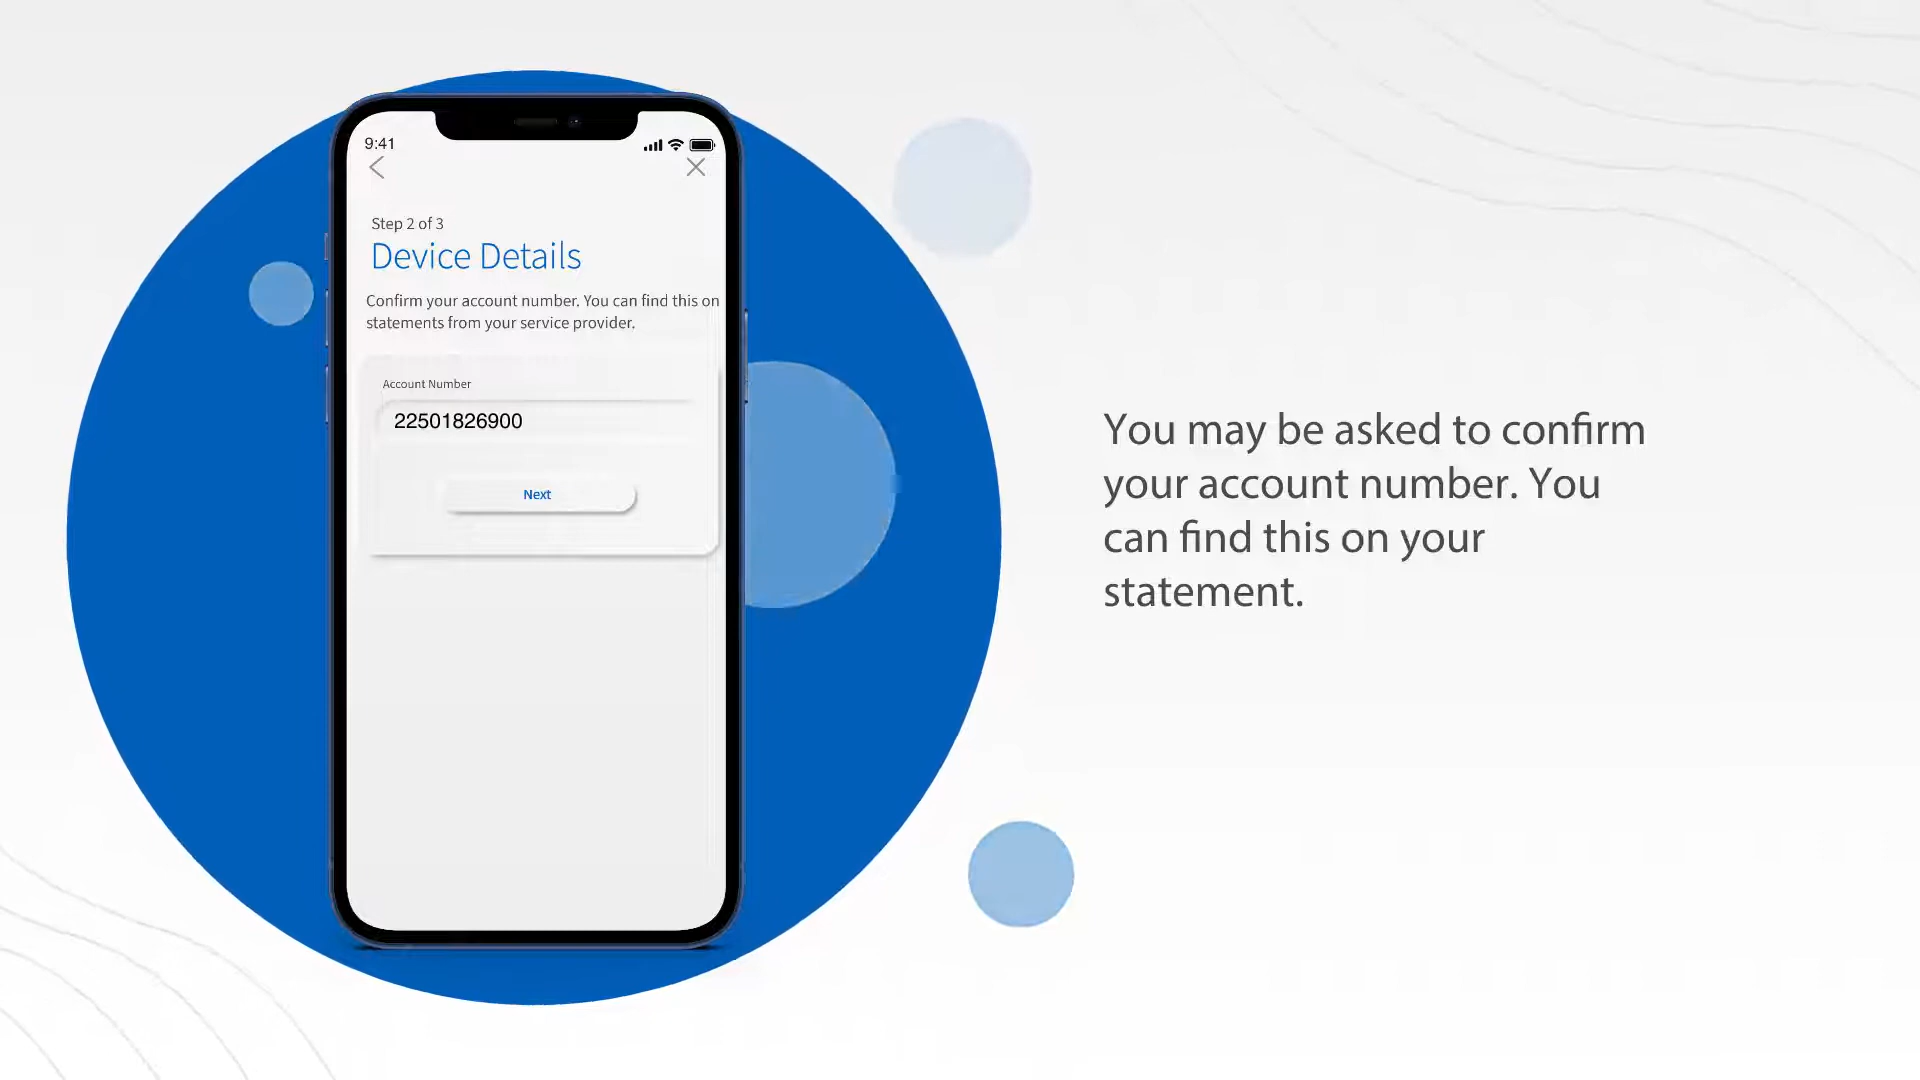 9:41
Step 2 of 3
Device Details
Confirm your account number. You can find this on
statements from your service provider.
Account Number
22501826900
Next
You may be asked to confirm
your account number. You
can find this on your
statement.